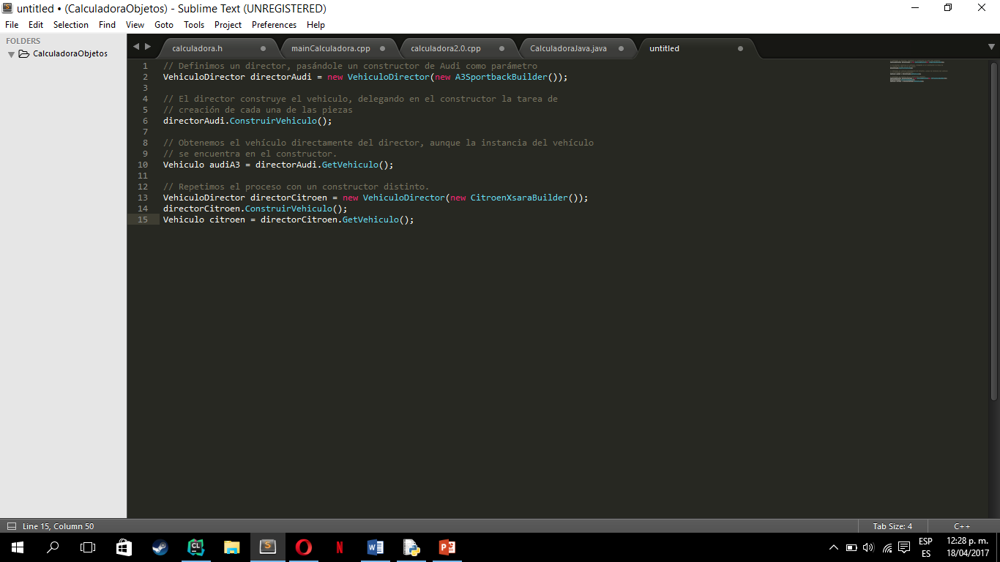 untitled • (CalculadoraObjetos) - Sublime Text (UNREGISTERED)
File Edit Selection Find View Goto Tools Project Preferences Help
FOLDERS
CalculadoraObjetos
calculadora.h mainCalculadora.cpp calculadora2.0.cpp CalculadoraJava.java untitled
1 // Definimos un director, pasándole un constructor de Audi como parámetro
2 VehiculoDirector directorAudi = new VehiculoDirector(new A3SportbackBuilder());
3
4 // El director construye el vehiculo, delegando en el constructor la tarea de
5 // creación de cada una de las piezas
6 directorAudi.ConstruirVehiculo();
7
8 // Obtenemos el vehículo directamente del director, aunque la instancia del vehículo
9 // se encuentra en el constructor.
10 Vehiculo audiA3 = directorAudi.GetVehiculo();
11
12 // Repetimos el proceso con un constructor distinto.
13 VehiculoDirector directorCitroen = new VehiculoDirector(new CitroenXsaraBuilder());
14 directorCitroen.ConstruirVehiculo();
15 Vehiculo citroen = directorCitroen.GetVehiculo();
Line 15, Column 50 Tab Size: 4 C++
ESP 12:28 p. m.
ES 18/04/2017